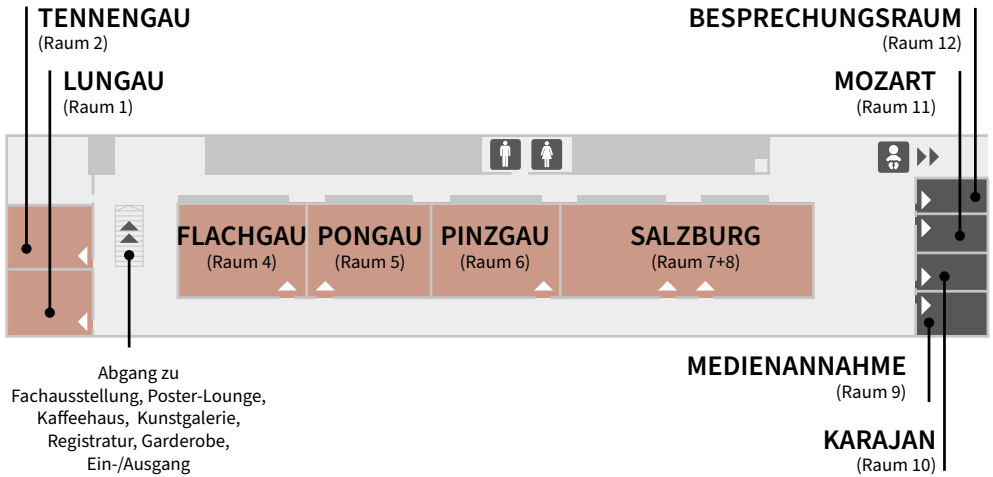 TENNENGAU
(Raum 2)
LUNGAU
(Raum 1)
BESPRECHUNGSRAUM
(Raum 12)
MOZART
(Raum 11)
FLACHGAU
(Raum 4)
PONGAU
(Raum 5)
PINZGAU
(Raum 6)
SALZBURG
(Raum 7+8)
Abgang zu
Fachausstellung, Poster-Lounge,
Kaffeehaus, Kunstgalerie,
Registratur, Garderobe,
Ein-/Ausgang
MEDIENANNAHME
(Raum 9)
KARAJAN
(Raum 10)